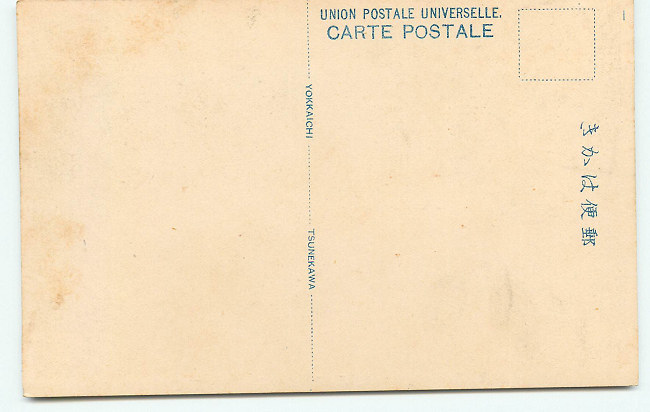 UNION POSTALE UNIVERSELLE.
CARTE POSTALE
YOKKAICHI TSUNEKAWA
郵便はかき